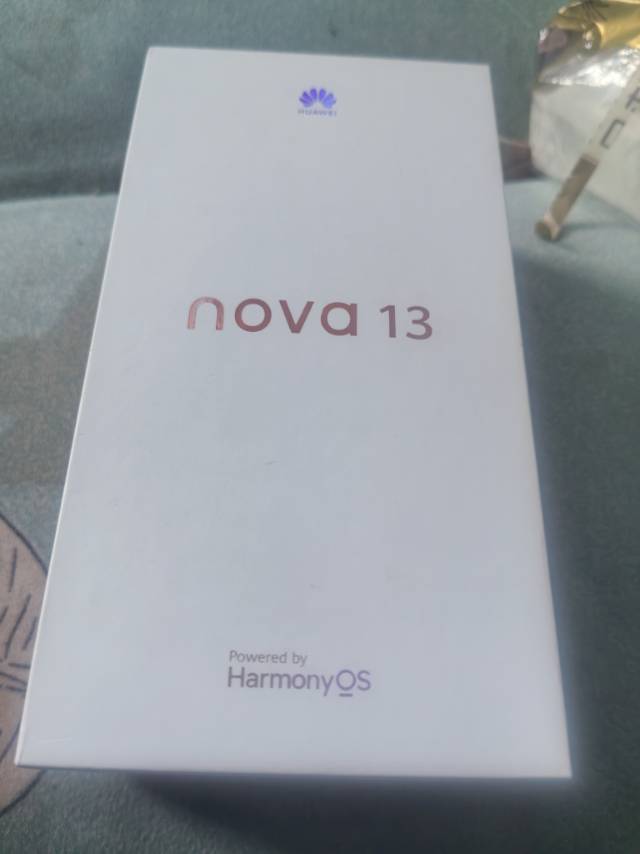 HUAWEI
nova 13
Powered by
HarmonyOS